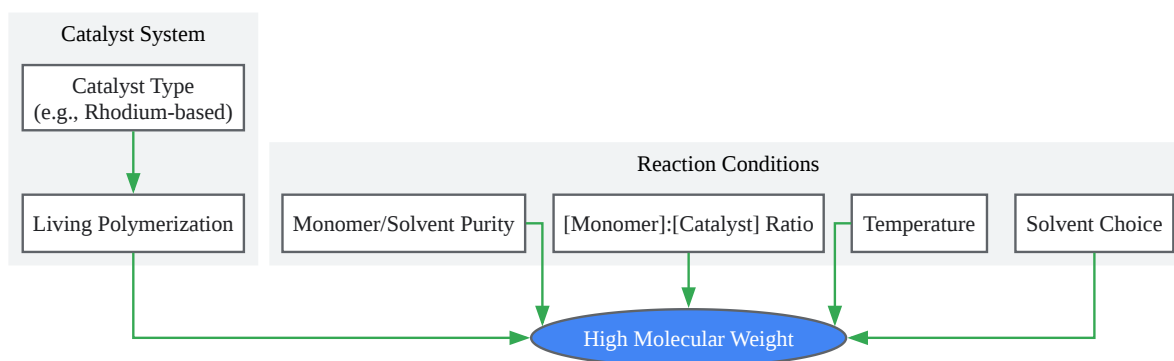 Catalyst System
Catalyst Type
(e.g., Rhodium-based)
Living Polymerization
Reaction Conditions
Monomer/Solvent Purity
[Monomer]:[Catalyst] Ratio
Temperature
Solvent Choice
High Molecular Weight